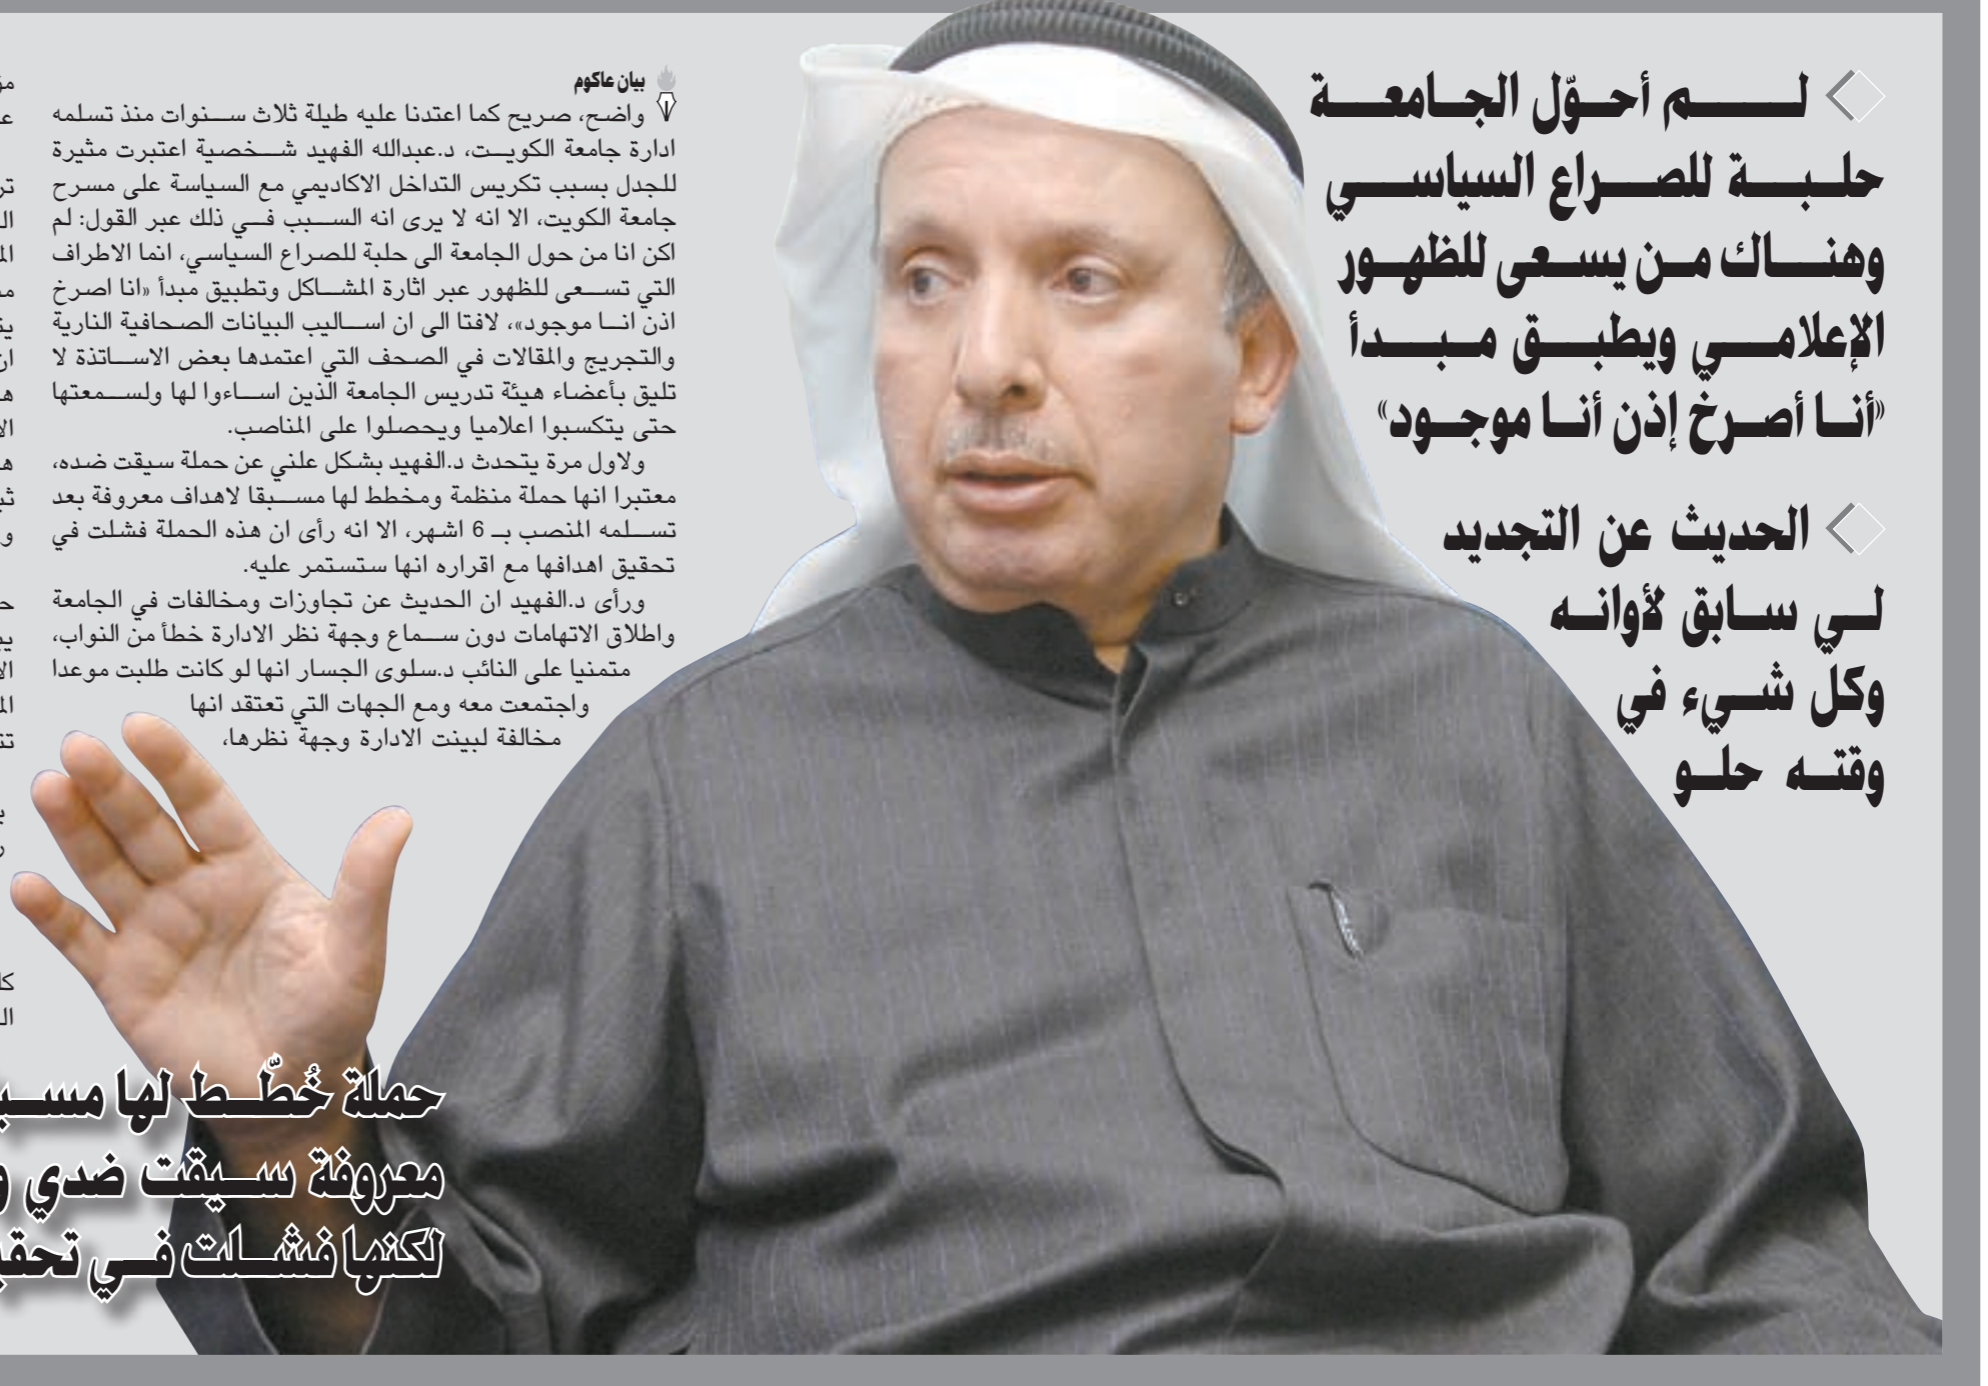 لم أحوّل الجامعة
حلبة للصراع السياسي
وهناك من يسعى للظهور
الإعلامي ويطبق مبدأ
«أنا أصرخ إذن أنا موجود»
الحديث عن التجديد
لي سابق لأوانه
وكل شيء في
وقته حلو
بيان عاكوم
واضح، صريح كما اعتدنا عليه طيلة ثلاث سنوات منذ تسلمه
ادارة جامعة الكويت، د.عبدالله الفهيد شخصية اعتبرت مثيرة
للجدل بسبب تكريس التداخل الاكاديمي مع السياسة على مسرح
جامعة الكويت، الا انه لا يرى انه السبب في ذلك عبر القول: لم
اكن انا من حول الجامعة الى حلبة للصراع السياسي، انما الاطراف
التي تسعى للظهور عبر اثارة المشاكل وتطبيق مبدأ «انا اصرخ
اذن انا موجود»، لافتا الى ان اساليب البيانات الصحافية النارية
والتجريج والمقالات في الصحف التي اعتمدها بعض الاساتذة لا
تليق بأعضاء هيئة تدريس الجامعة الذين اساءوا لها ولسمعتها
حتى يتكسبوا اعلاميا ويحصلوا على المناصب.
ولاول مرة يتحدث د.الفهيد بشكل علني عن حملة سيقت ضده،
معتبرا انها حملة منظمة ومخطط لها مسبقا لاهداف معروفة بعد
تسلمه المنصب بـ 6 اشهر، الا انه رأى ان هذه الحملة فشلت في
تحقيق اهدافها مع اقراره انها ستستمر عليه.
ورأى د.الفهيد ان الحديث عن تجاوزات ومخالفات في الجامعة
واطلاق الاتهامات دون سماع وجهة نظر الادارة خطأ من النواب،
متمنيا على النائب د.سلوى الجسار انها لو كانت طلبت موعدا
واجتمعت معه ومع الجهات التي تعتقد انها
مخالفة لبينت الادارة وجهة نظرها،
حملة خُطّط لها
معروفة سيقت ضدي
لكنها فشلت في